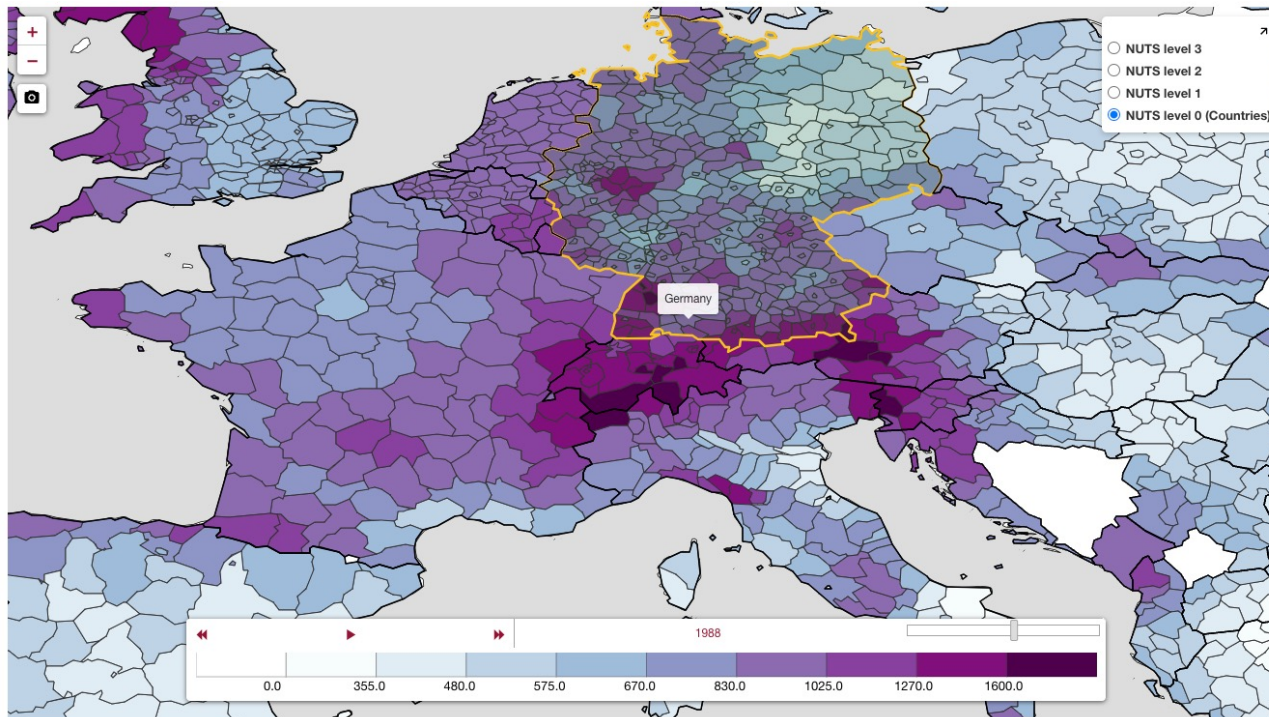 +
−
NUTS level 3
NUTS level 2
NUTS level 1
NUTS level 0 (Countries)
Germany
1988
0.0 355.0 480.0 575.0 670.0 830.0 1025.0 1270.0 1600.0